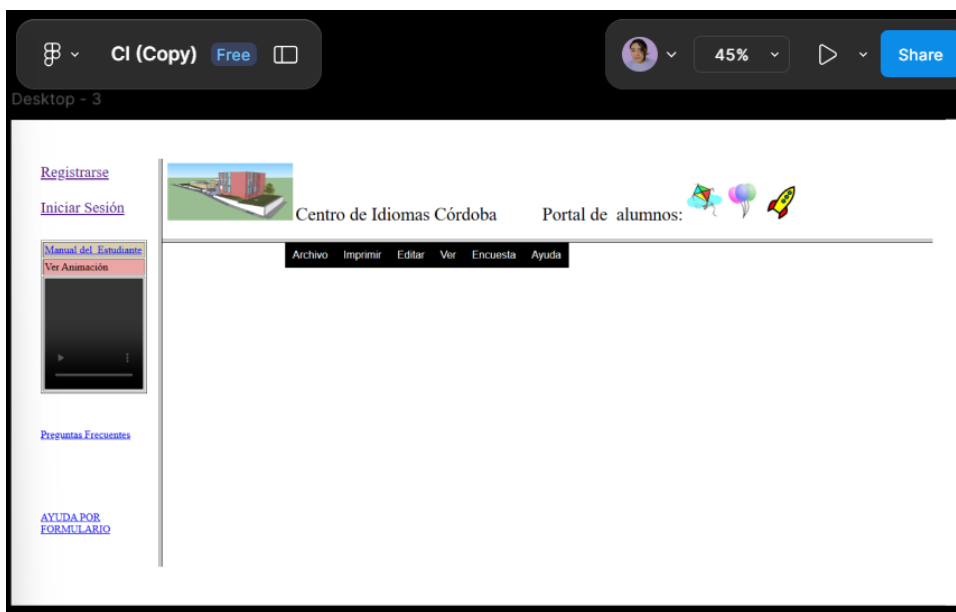 CI (Copy) Free
45%
Share
Desktop - 3
Registrarse
Iniciar Sesión
Centro de Idiomas Córdoba Portal de alumnos:
Archivo Imprimir Editar Ver Encuesta Ayuda
Manual del Estudiante
Ver Animación
Preguntas Frecuentes
AYUDA POR
FORMULARIO